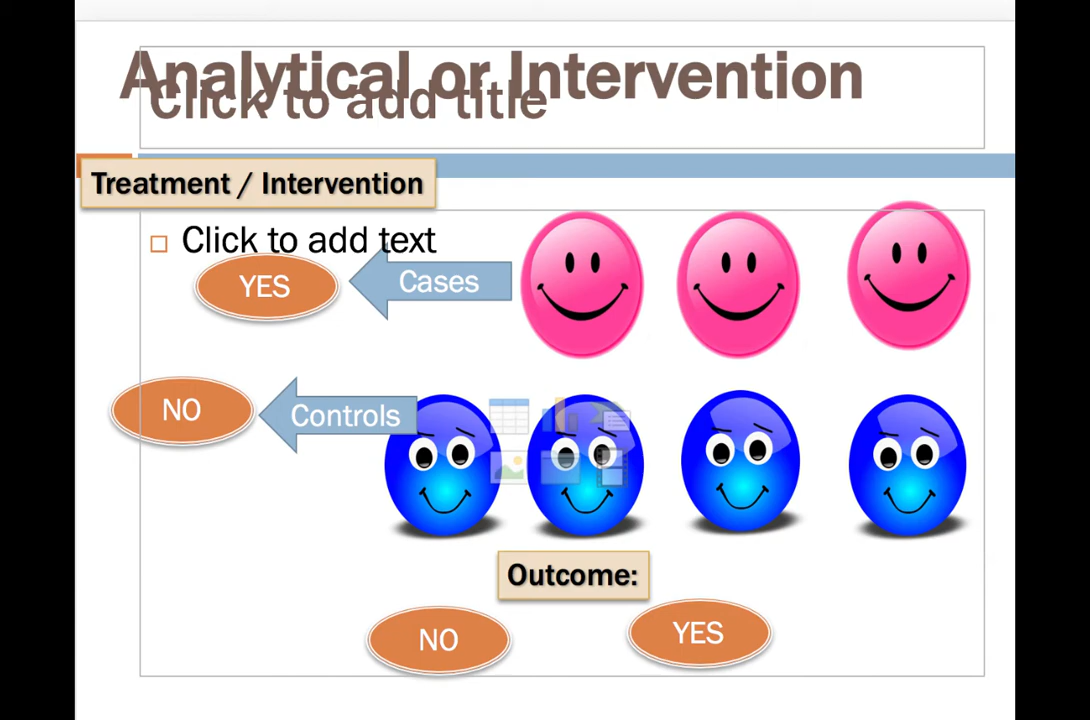 Analytical or Intervention
Click to add title
Treatment / Intervention
Click to add text
YES
Cases
NO
Controls
Outcome:
NO
YES